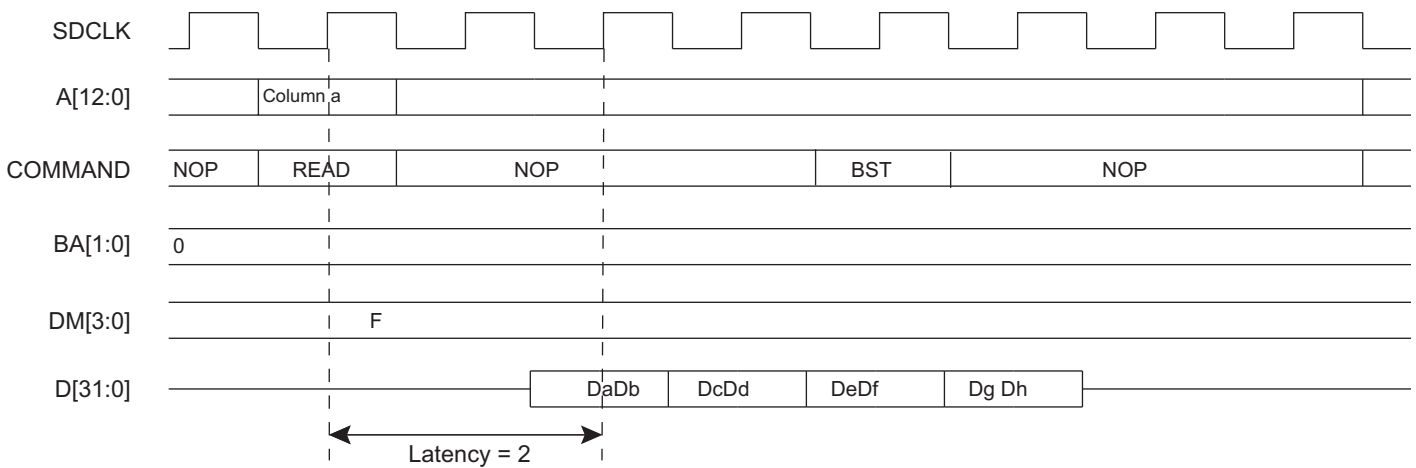 SDCLK
A[12:0] Column a
COMMAND NOP READ NOP BST NOP
BA[1:0] 0
DM[3:0] F
D[31:0] DaDb DcDd DeDf Dg Dh
Latency = 2